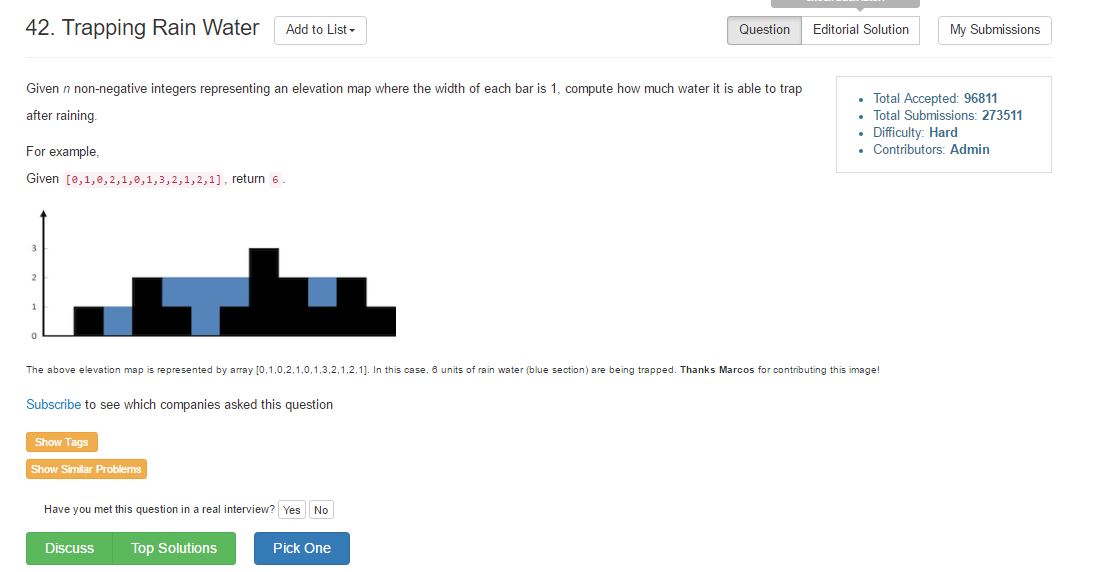 42. Trapping Rain Water
Add to List
Question
Editorial Solution
My Submissions
Given n non-negative integers representing an elevation map where the width of each bar is 1, compute how much water it is able to trap
after raining.
Total Accepted: 96811
Total Submissions: 273511
Difficulty: Hard
Contributors: Admin
For example,
Given [0,1,0,2,1,0,1,3,2,1,2,1], return 6.
3
2
1
0
The above elevation map is represented by array [0,1,0,2,1,0,1,3,2,1,2,1]. In this case, 6 units of rain water (blue section) are being trapped. Thanks Marcos for contributing this image!
Subscribe to see which companies asked this question
Show Tags
Show Similar Problems
Have you met this question in a real interview? Yes No
Discuss
Top Solutions
Pick One